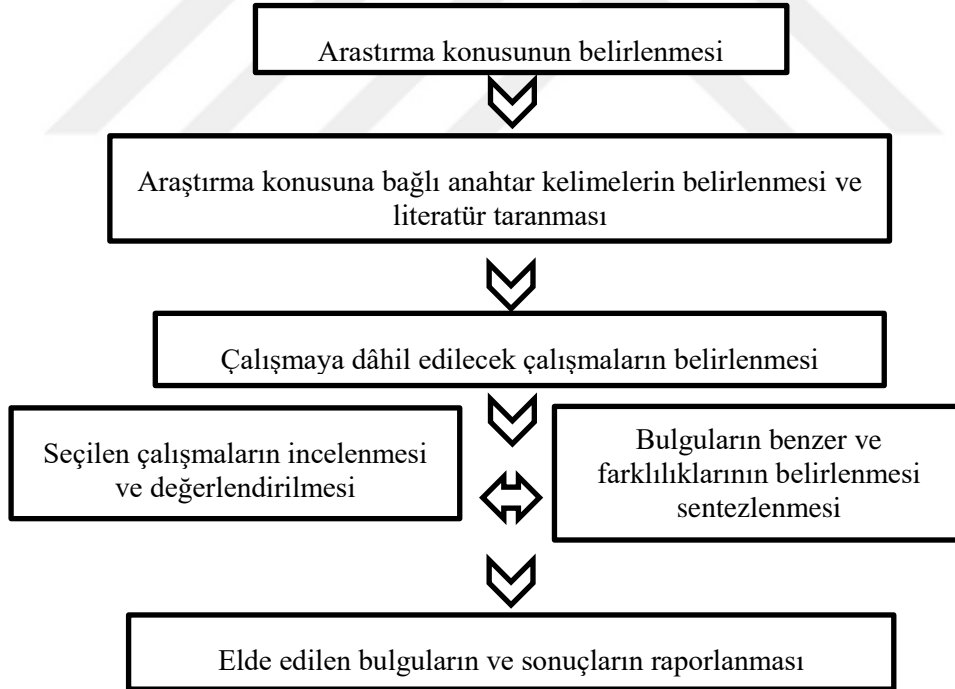 Arastırma konusunun belirlenmesi
Araştırma konusuna bağlı anahtar kelimelerin belirlenmesi ve
literatür taranması
Çalışmaya dâhil edilecek çalışmaların belirlenmesi
Seçilen çalışmaların incelenmesi
ve değerlendirilmesi
Bulguların benzer ve
farklılıklarının belirlenmesi
sentezlenmesi
Elde edilen bulguların ve sonuçların raporlanması